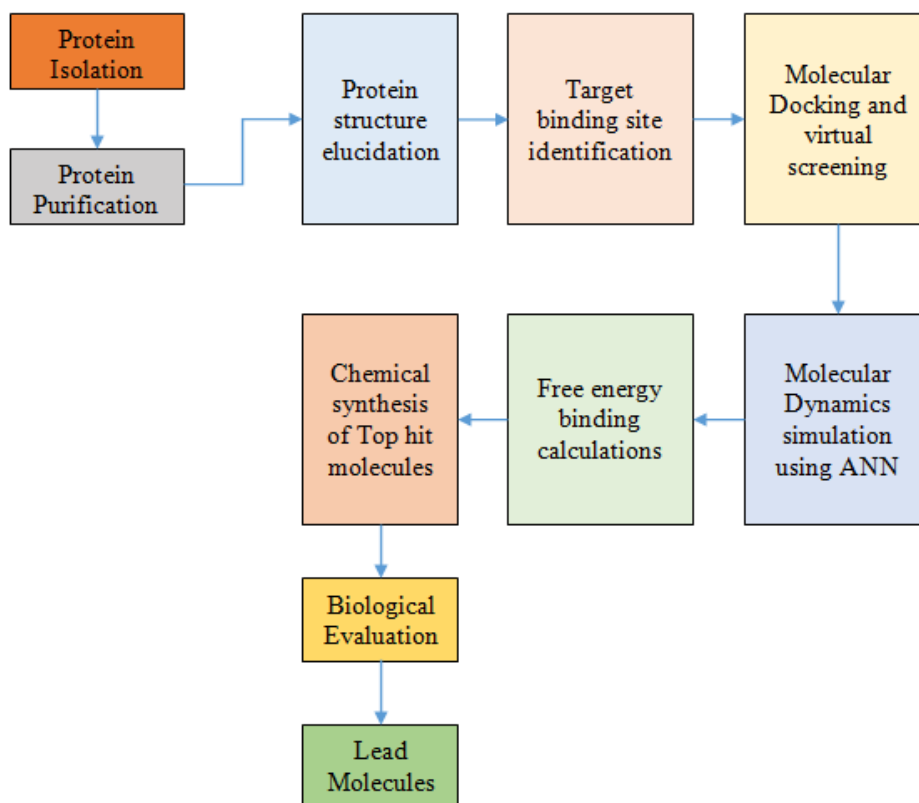 Protein
Isolation
Protein
Purification
Protein
structure
elucidation
Target
binding site
identification
Molecular
Docking and
virtual
screening
Molecular
Dynamics
simulation
using ANN
Free energy
binding
calculations
Chemical
synthesis
of Top hit
molecules
Biological
Evaluation
Lead
Molecules